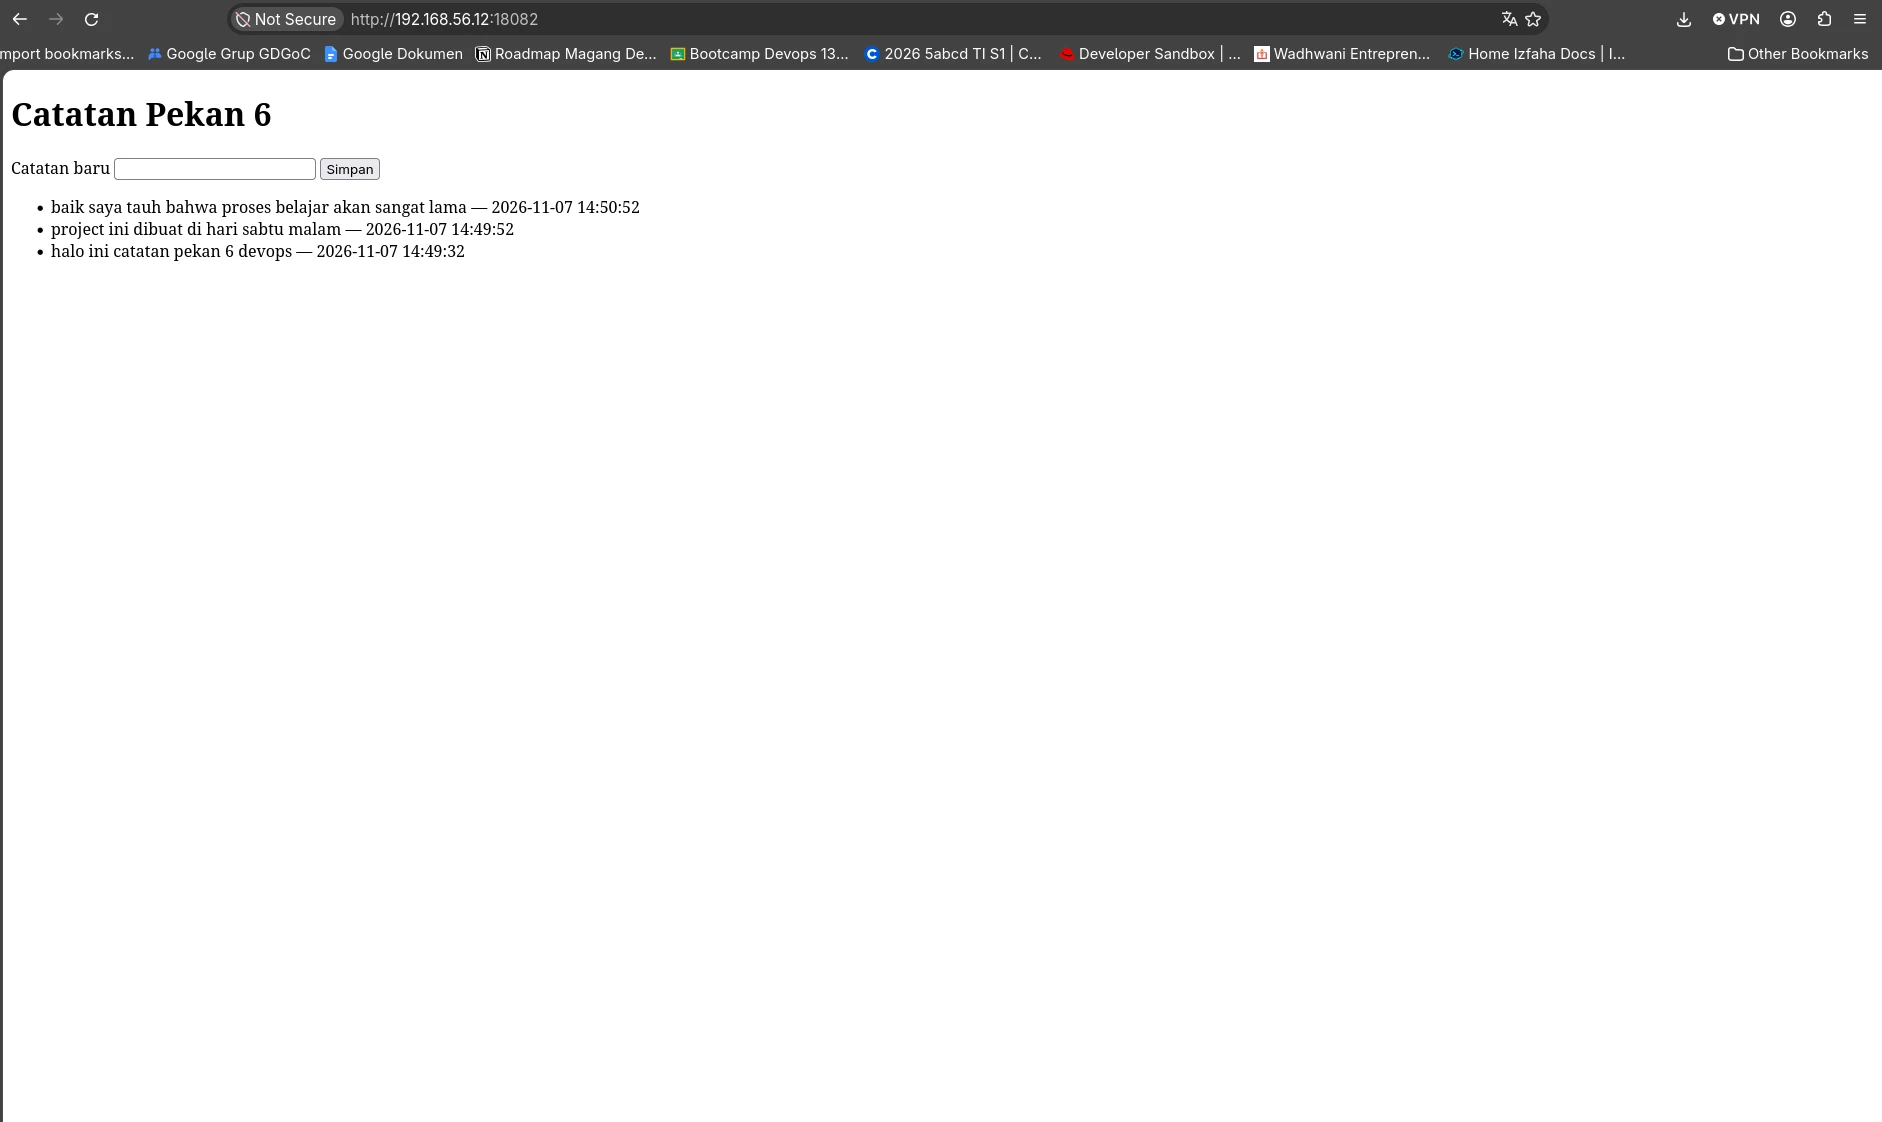 Not Secure http://192.168.56.12:18082 VPN
mport bookmarks... Google Grup GDGoC Google Dokumen Roadmap Magang De... Bootcamp Devops 13... 2026 5abcd TI S1 | C... Developer Sandbox | ... Wadhwani Entrepren... Home Izfaha Docs | I... Other Bookmarks
Catatan Pekan 6
Catatan baru Simpan
• baik saya tauh bahwa proses belajar akan sangat lama — 2026-11-07 14:50:52
• project ini dibuat di hari sabtu malam — 2026-11-07 14:49:52
• halo ini catatan pekan 6 devops — 2026-11-07 14:49:32